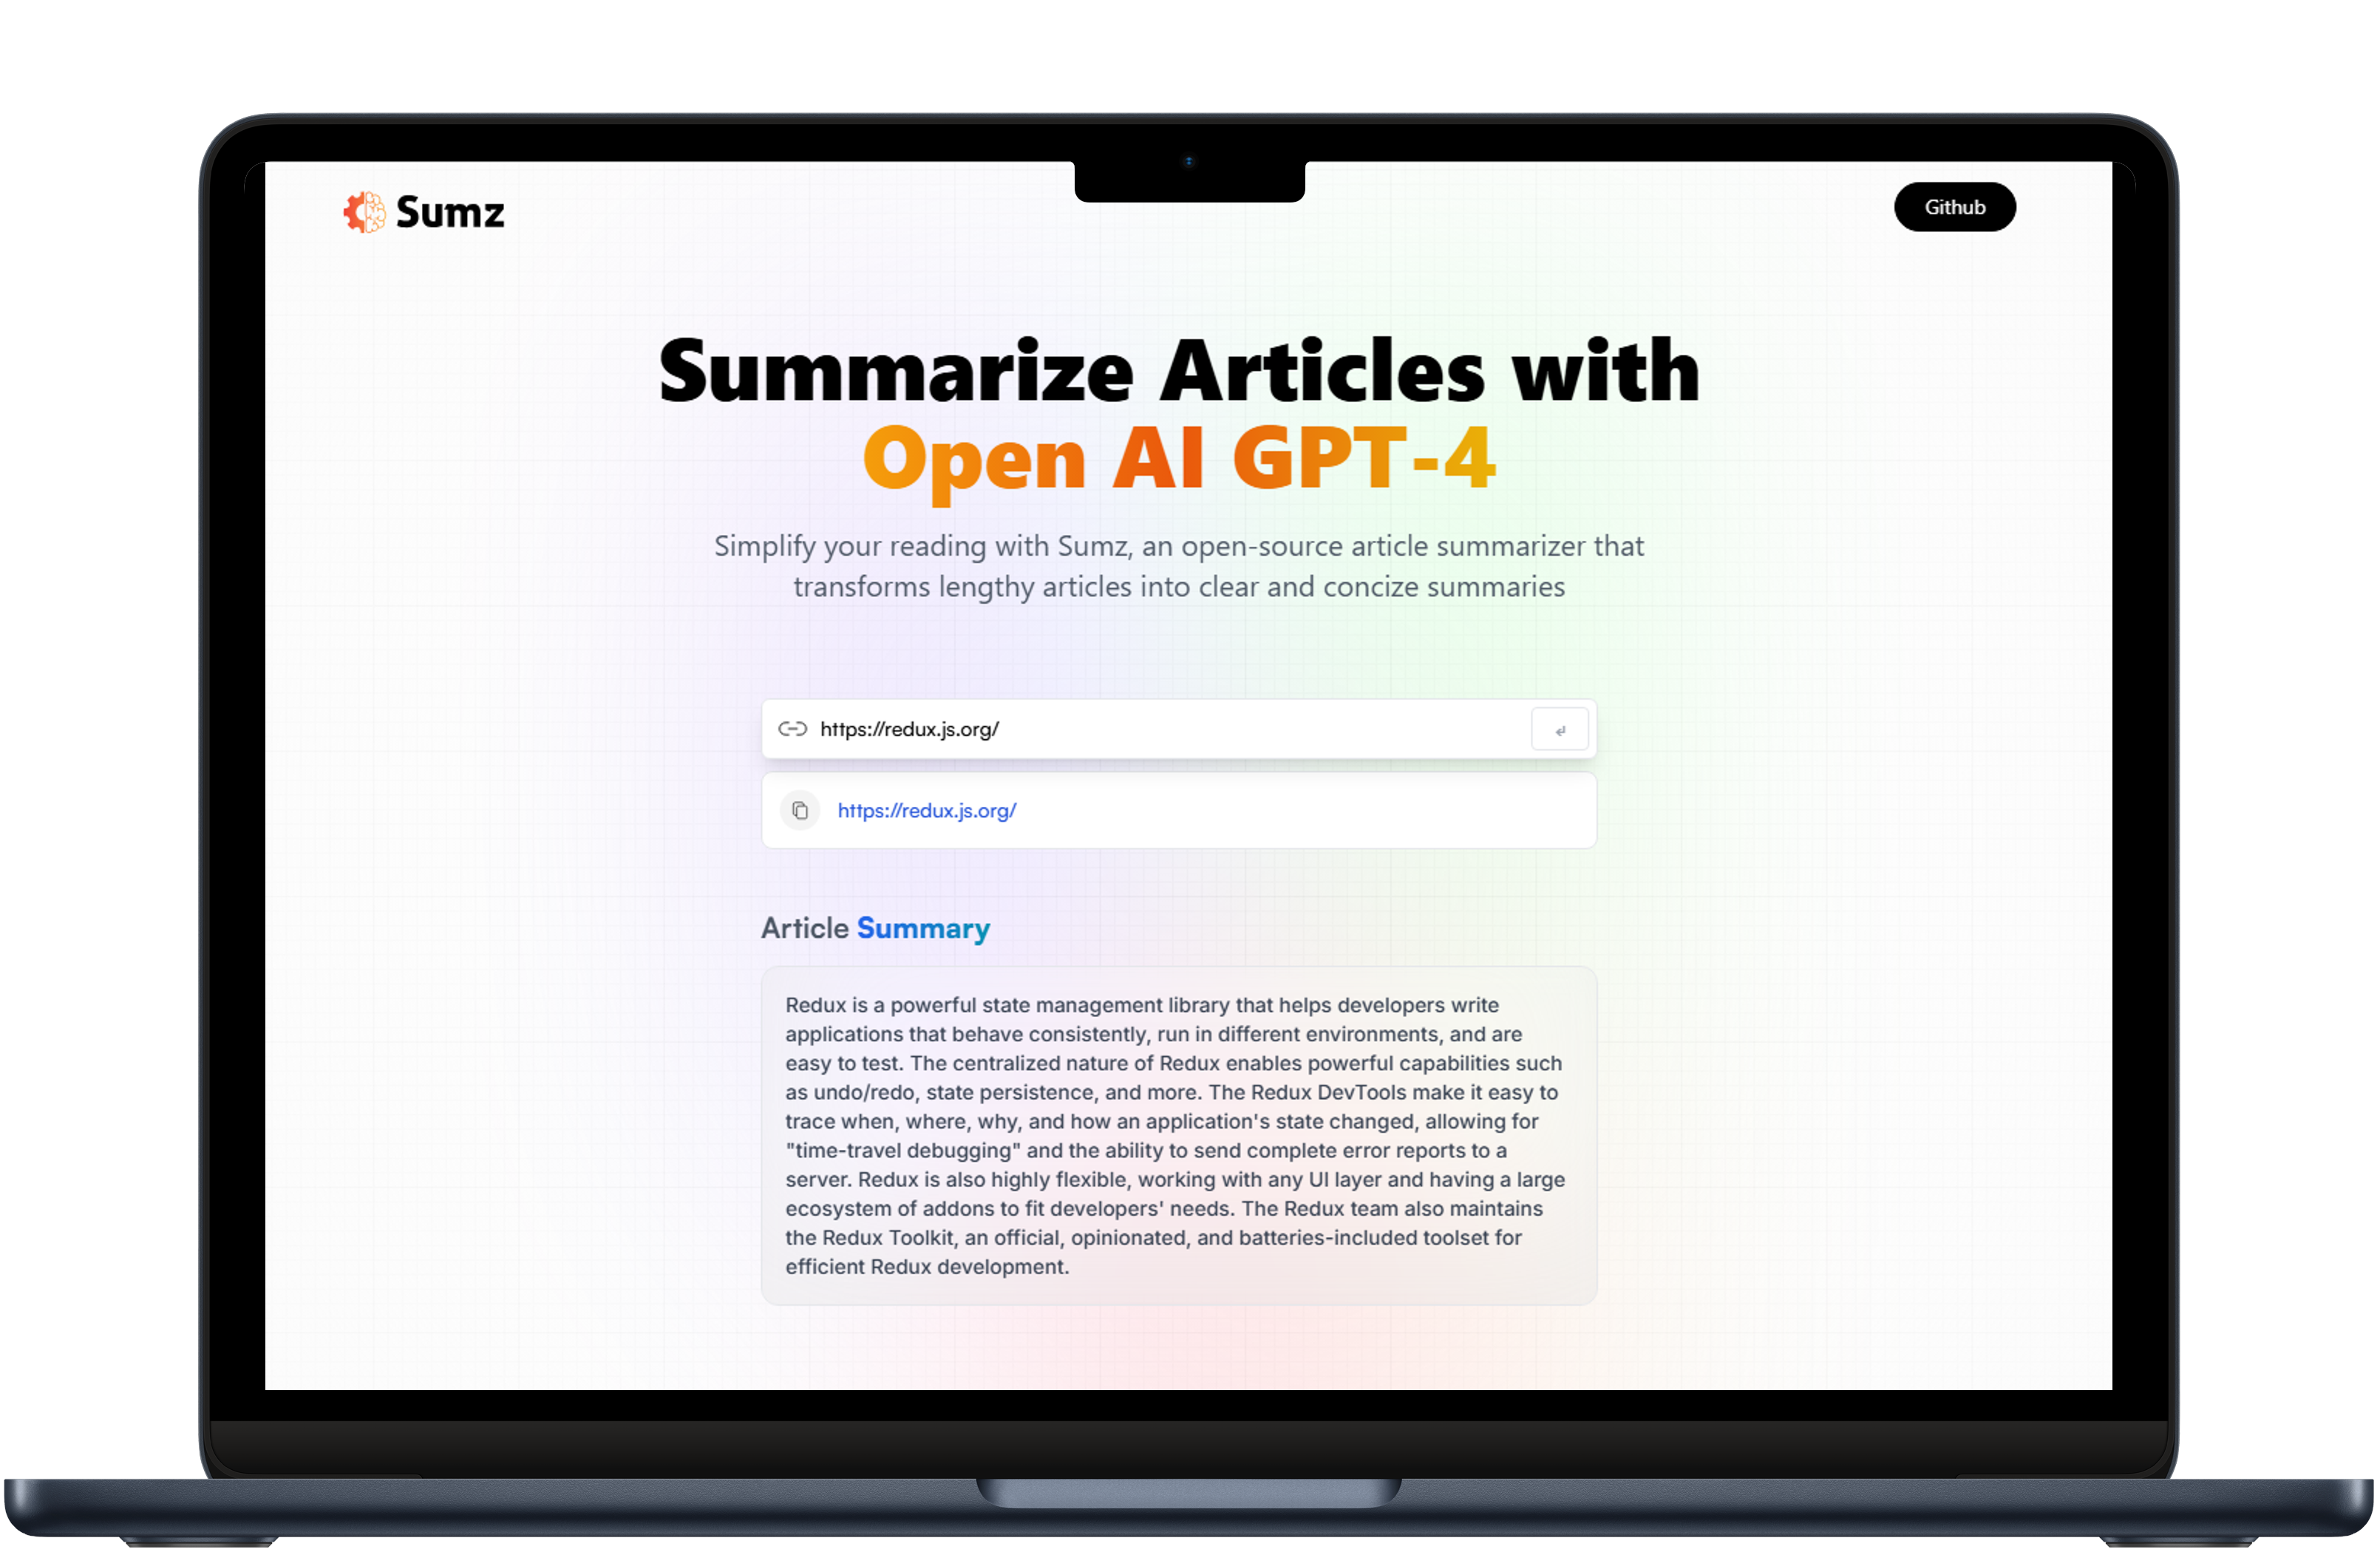 Sumz
Github
Summarize Articles with
Open AI GPT-4
Simplify your reading with Sumz, an open-source article summarizer that
transforms lengthy articles into clear and concize summaries
https://redux.js.org/
https://redux.js.org/
Article Summary
Redux is a powerful state management library that helps developers write
applications that behave consistently, run in different environments, and are
easy to test. The centralized nature of Redux enables powerful capabilities such
as undo/redo, state persistence, and more. The Redux DevTools make it easy to
trace when, where, why, and how an application's state changed, allowing for
"time-travel debugging" and the ability to send complete error reports to a
server. Redux is also highly flexible, working with any UI layer and having a large
ecosystem of addons to fit developers' needs. The Redux team also maintains
the Redux Toolkit, an official, opinionated, and batteries-included toolset for
efficient Redux development.